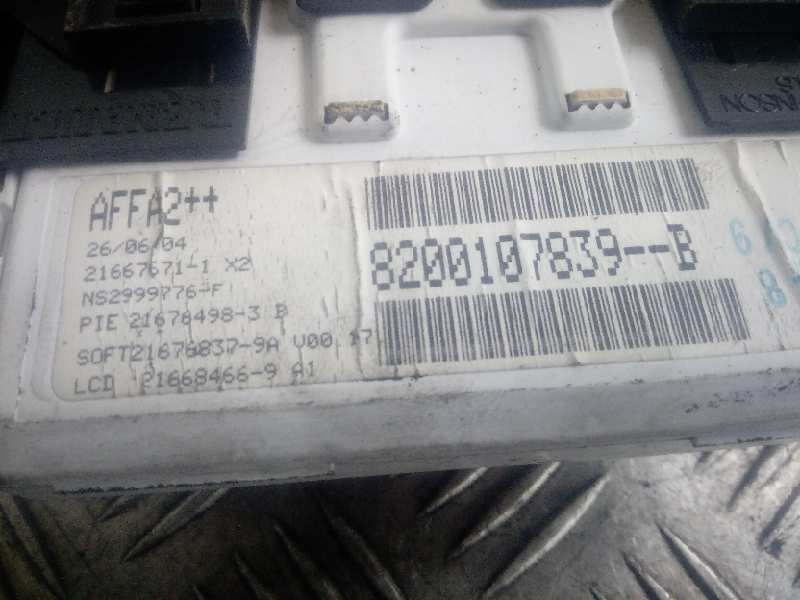 AFFA2++
26/06/04
21667671-1 X2
NS2999776-F
PIE 21676498-3 B
SOFT21676837-9A V00 17
LCD 21668466-9 A1
8200107839--B